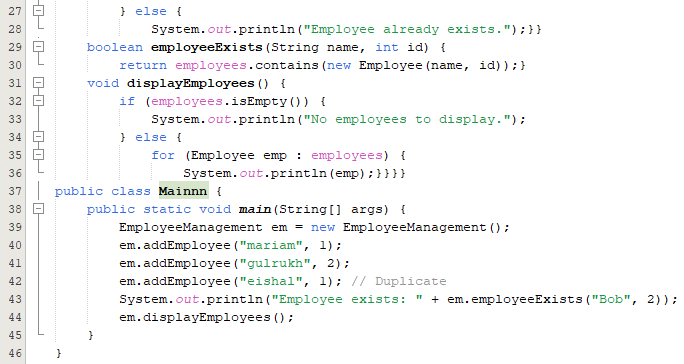 27 } else {
28 System.out.println("Employee already exists.");}}
29 boolean employeeExists(String name, int id) {
30 return employees.contains(new Employee(name, id));}
31 void displayEmployees() {
32 if (employees.isEmpty()) {
33 System.out.println("No employees to display.");
34 } else {
35 for (Employee emp : employees) {
36 System.out.println(emp);}}}}
37 public class Mainnn {
38 public static void main(String[] args) {
39 EmployeeManagement em = new EmployeeManagement();
40 em.addEmployee("mariam", 1);
41 em.addEmployee("gulrukh", 2);
42 em.addEmployee("eishal", 1); // Duplicate
43 System.out.println("Employee exists: " + em.employeeExists("Bob", 2));
44 em.displayEmployees();
45 }
46 }